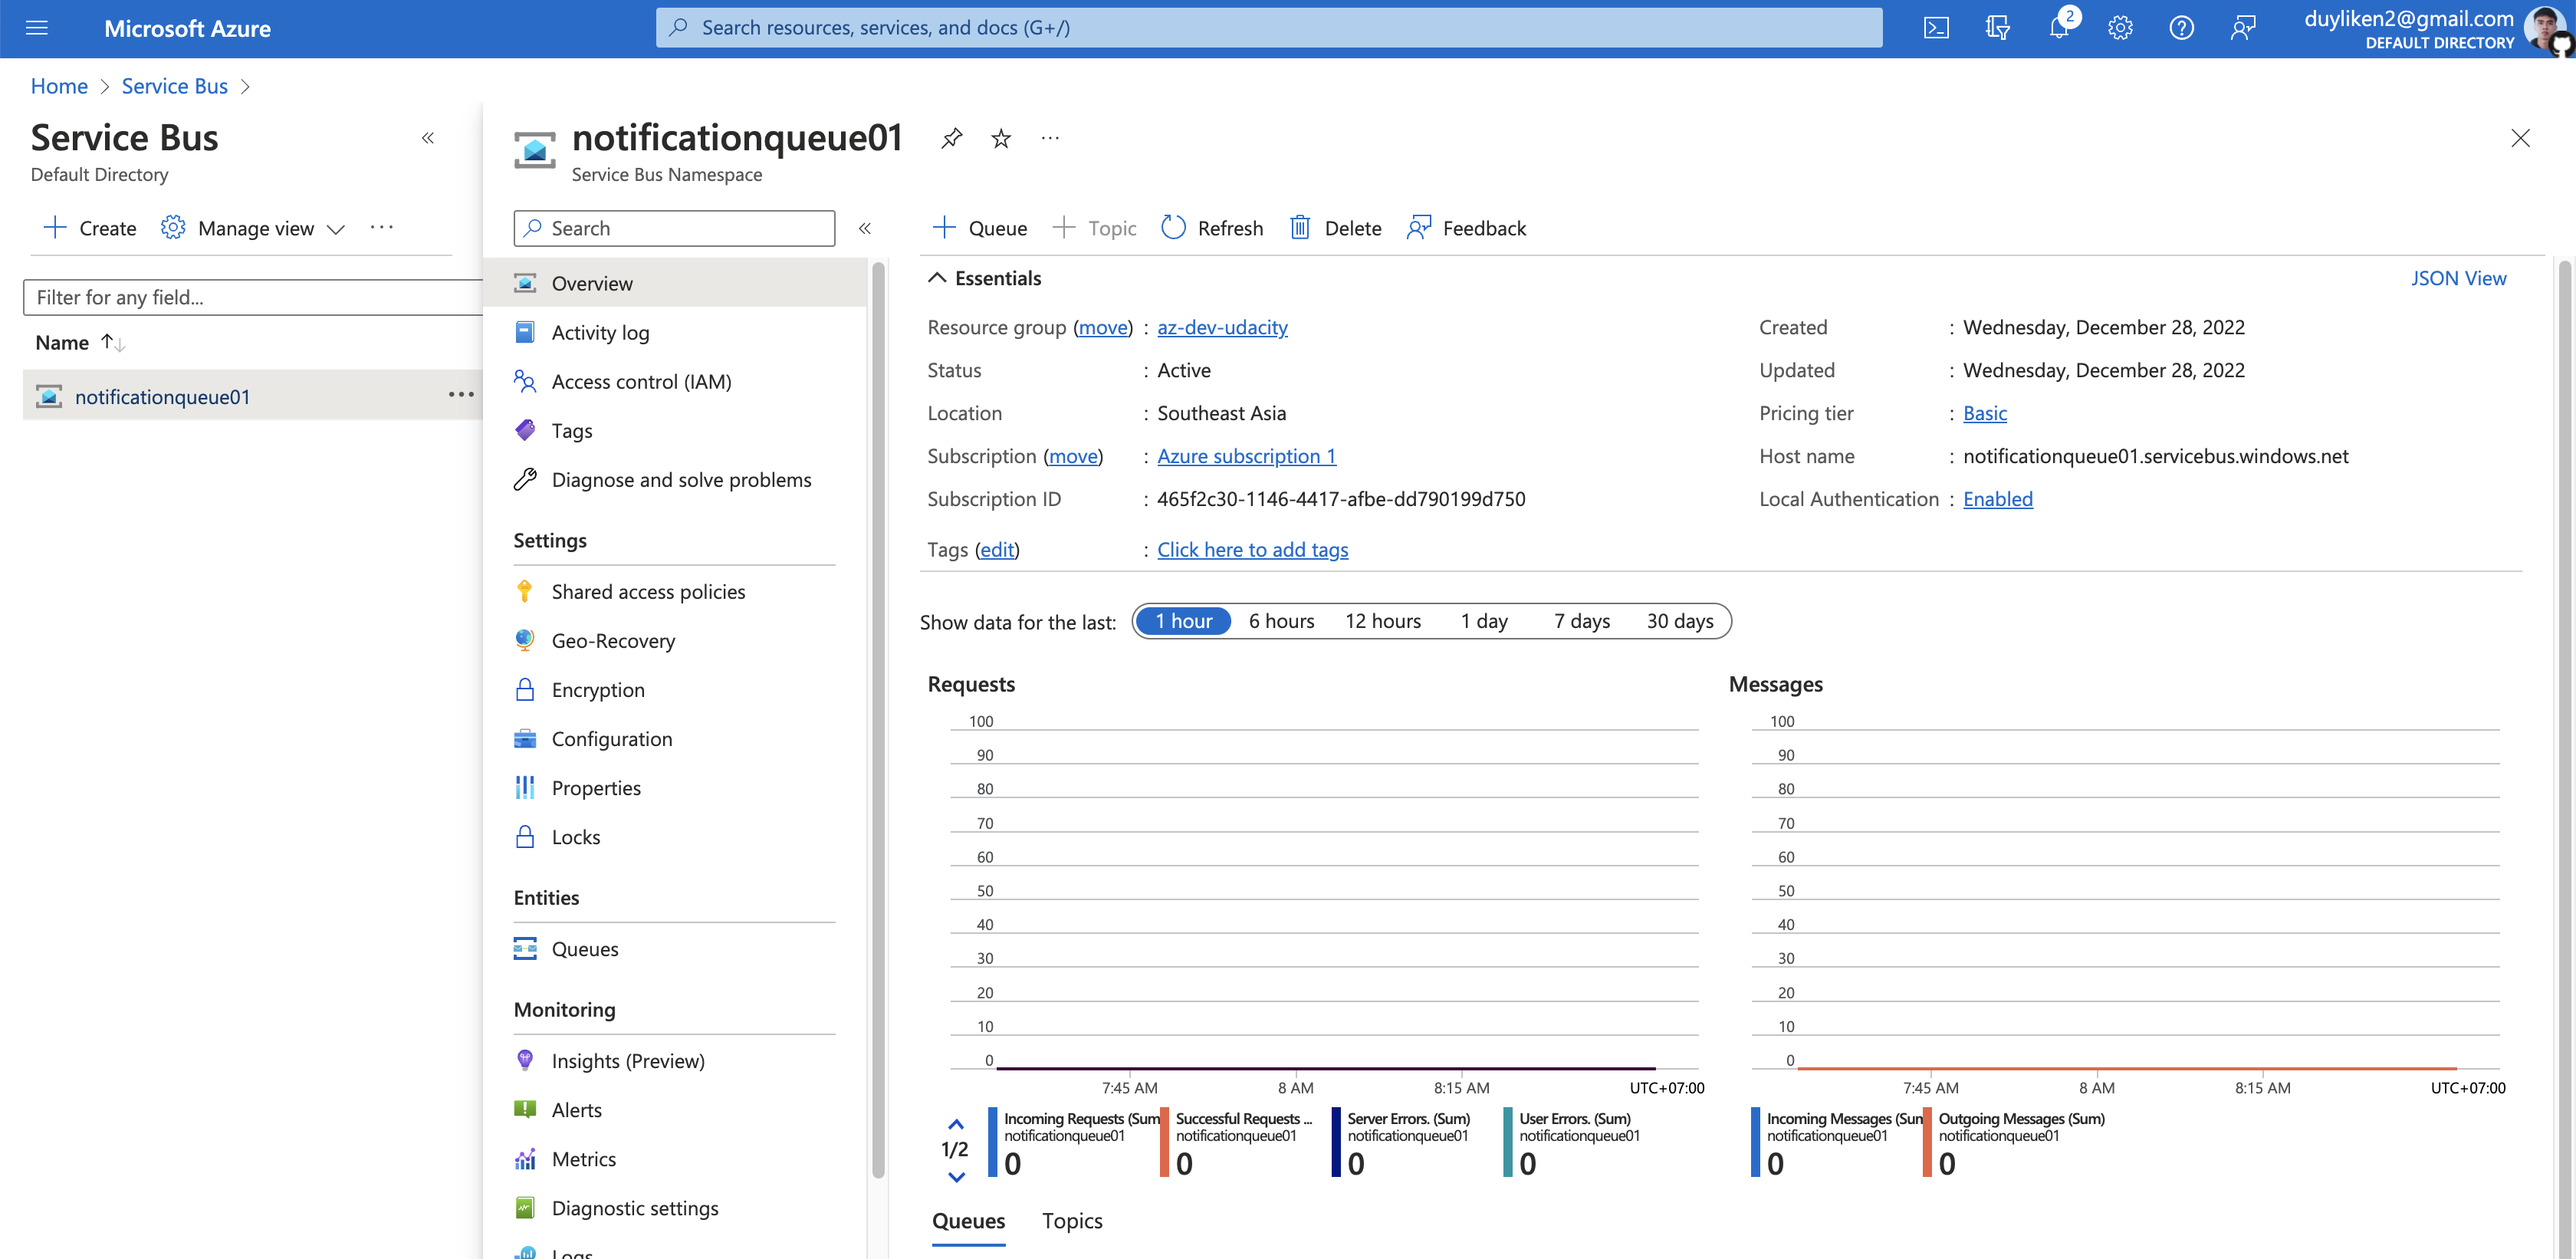 Microsoft Azure
Search resources, services, and docs (G+/)
2
duyliken2@gmail.com
DEFAULT DIRECTORY
Home > Service Bus >
Service Bus
Default Directory
Create
Manage view
Filter for any field...
Name
notificationqueue01
notificationqueue01
Service Bus Namespace
Search
Overview
Activity log
Access control (IAM)
Tags
Diagnose and solve problems
Settings
Shared access policies
Geo-Recovery
Encryption
Configuration
Properties
Locks
Entities
Queues
Monitoring
Insights (Preview)
Alerts
Metrics
Diagnostic settings
Logs
Queue
Topic
Refresh
Delete
Feedback
Essentials
JSON View
Resource group (move) : az-dev-udacity
Status : Active
Location : Southeast Asia
Subscription (move) : Azure subscription 1
Subscription ID : 465f2c30-1146-4417-afbe-dd790199d750
Tags (edit) : Click here to add tags
Created : Wednesday, December 28, 2022
Updated : Wednesday, December 28, 2022
Pricing tier : Basic
Host name : notificationqueue01.servicebus.windows.net
Local Authentication : Enabled
Show data for the last:
1 hour
6 hours
12 hours
1 day
7 days
30 days
Requests
100
90
80
70
60
50
40
30
20
10
0
7:45 AM
8 AM
8:15 AM
UTC+07:00
1/2
Incoming Requests (Sum
notificationqueue01
0
Successful Requests ...
notificationqueue01
0
Server Errors. (Sum)
notificationqueue01
0
User Errors. (Sum)
notificationqueue01
0
Messages
100
90
80
70
60
50
40
30
20
10
0
7:45 AM
8 AM
8:15 AM
UTC+07:00
Incoming Messages (Sum
notificationqueue01
0
Outgoing Messages (Sum)
notificationqueue01
0
Queues
Topics